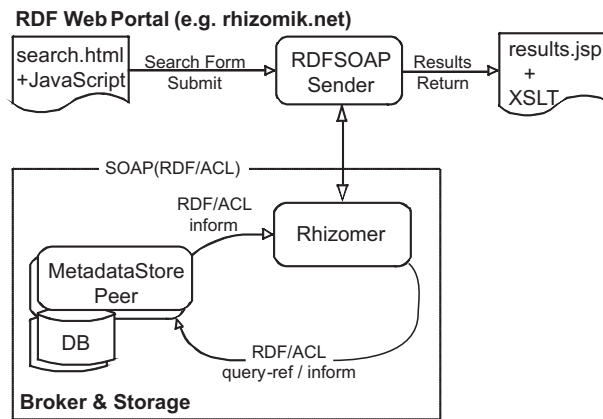 RDF Web Portal (e.g. rhizomik.net)
search.html
+JavaScript
Search Form
Submit
RDFSOAP
Sender
Results
Return
results.jsp
+
XSLT
SOAP(RDF/ACL)
RDF/ACL
inform
Rhizomer
MetadataStore
Peer
DB
RDF/ACL
query-ref / inform
Broker & Storage